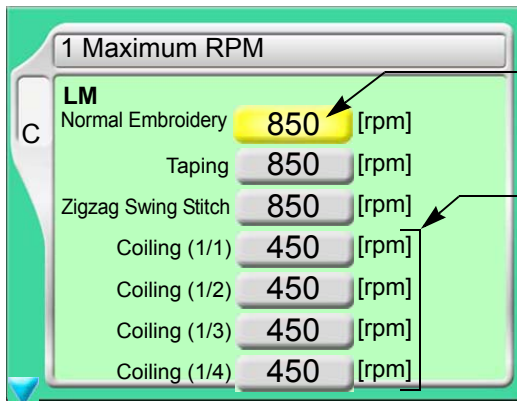 1 Maximum RPM
C
LM
Normal Embroidery 850 [rpm]
Taping 850 [rpm]
Zigzag Swing Stitch 850 [rpm]
Coiling (1/1) 450 [rpm]
Coiling (1/2) 450 [rpm]
Coiling (1/3) 450 [rpm]
Coiling (1/4) 450 [rpm]